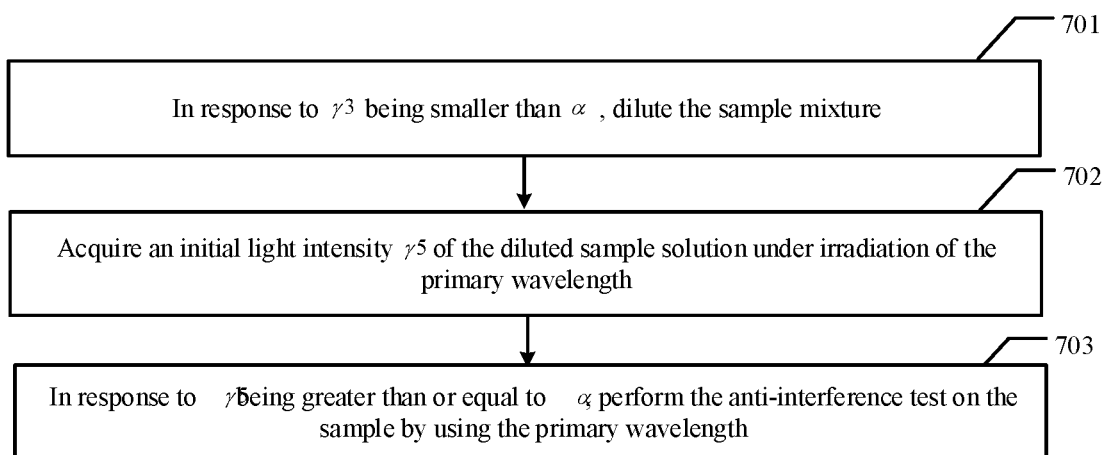 701
In response to γ3 being smaller than α , dilute the sample mixture
702
Acquire an initial light intensity γ5 of the diluted sample solution under irradiation of the
primary wavelength
703
In response to γ5 being greater than or equal to α, perform the anti-interference test on the
sample by using the primary wavelength